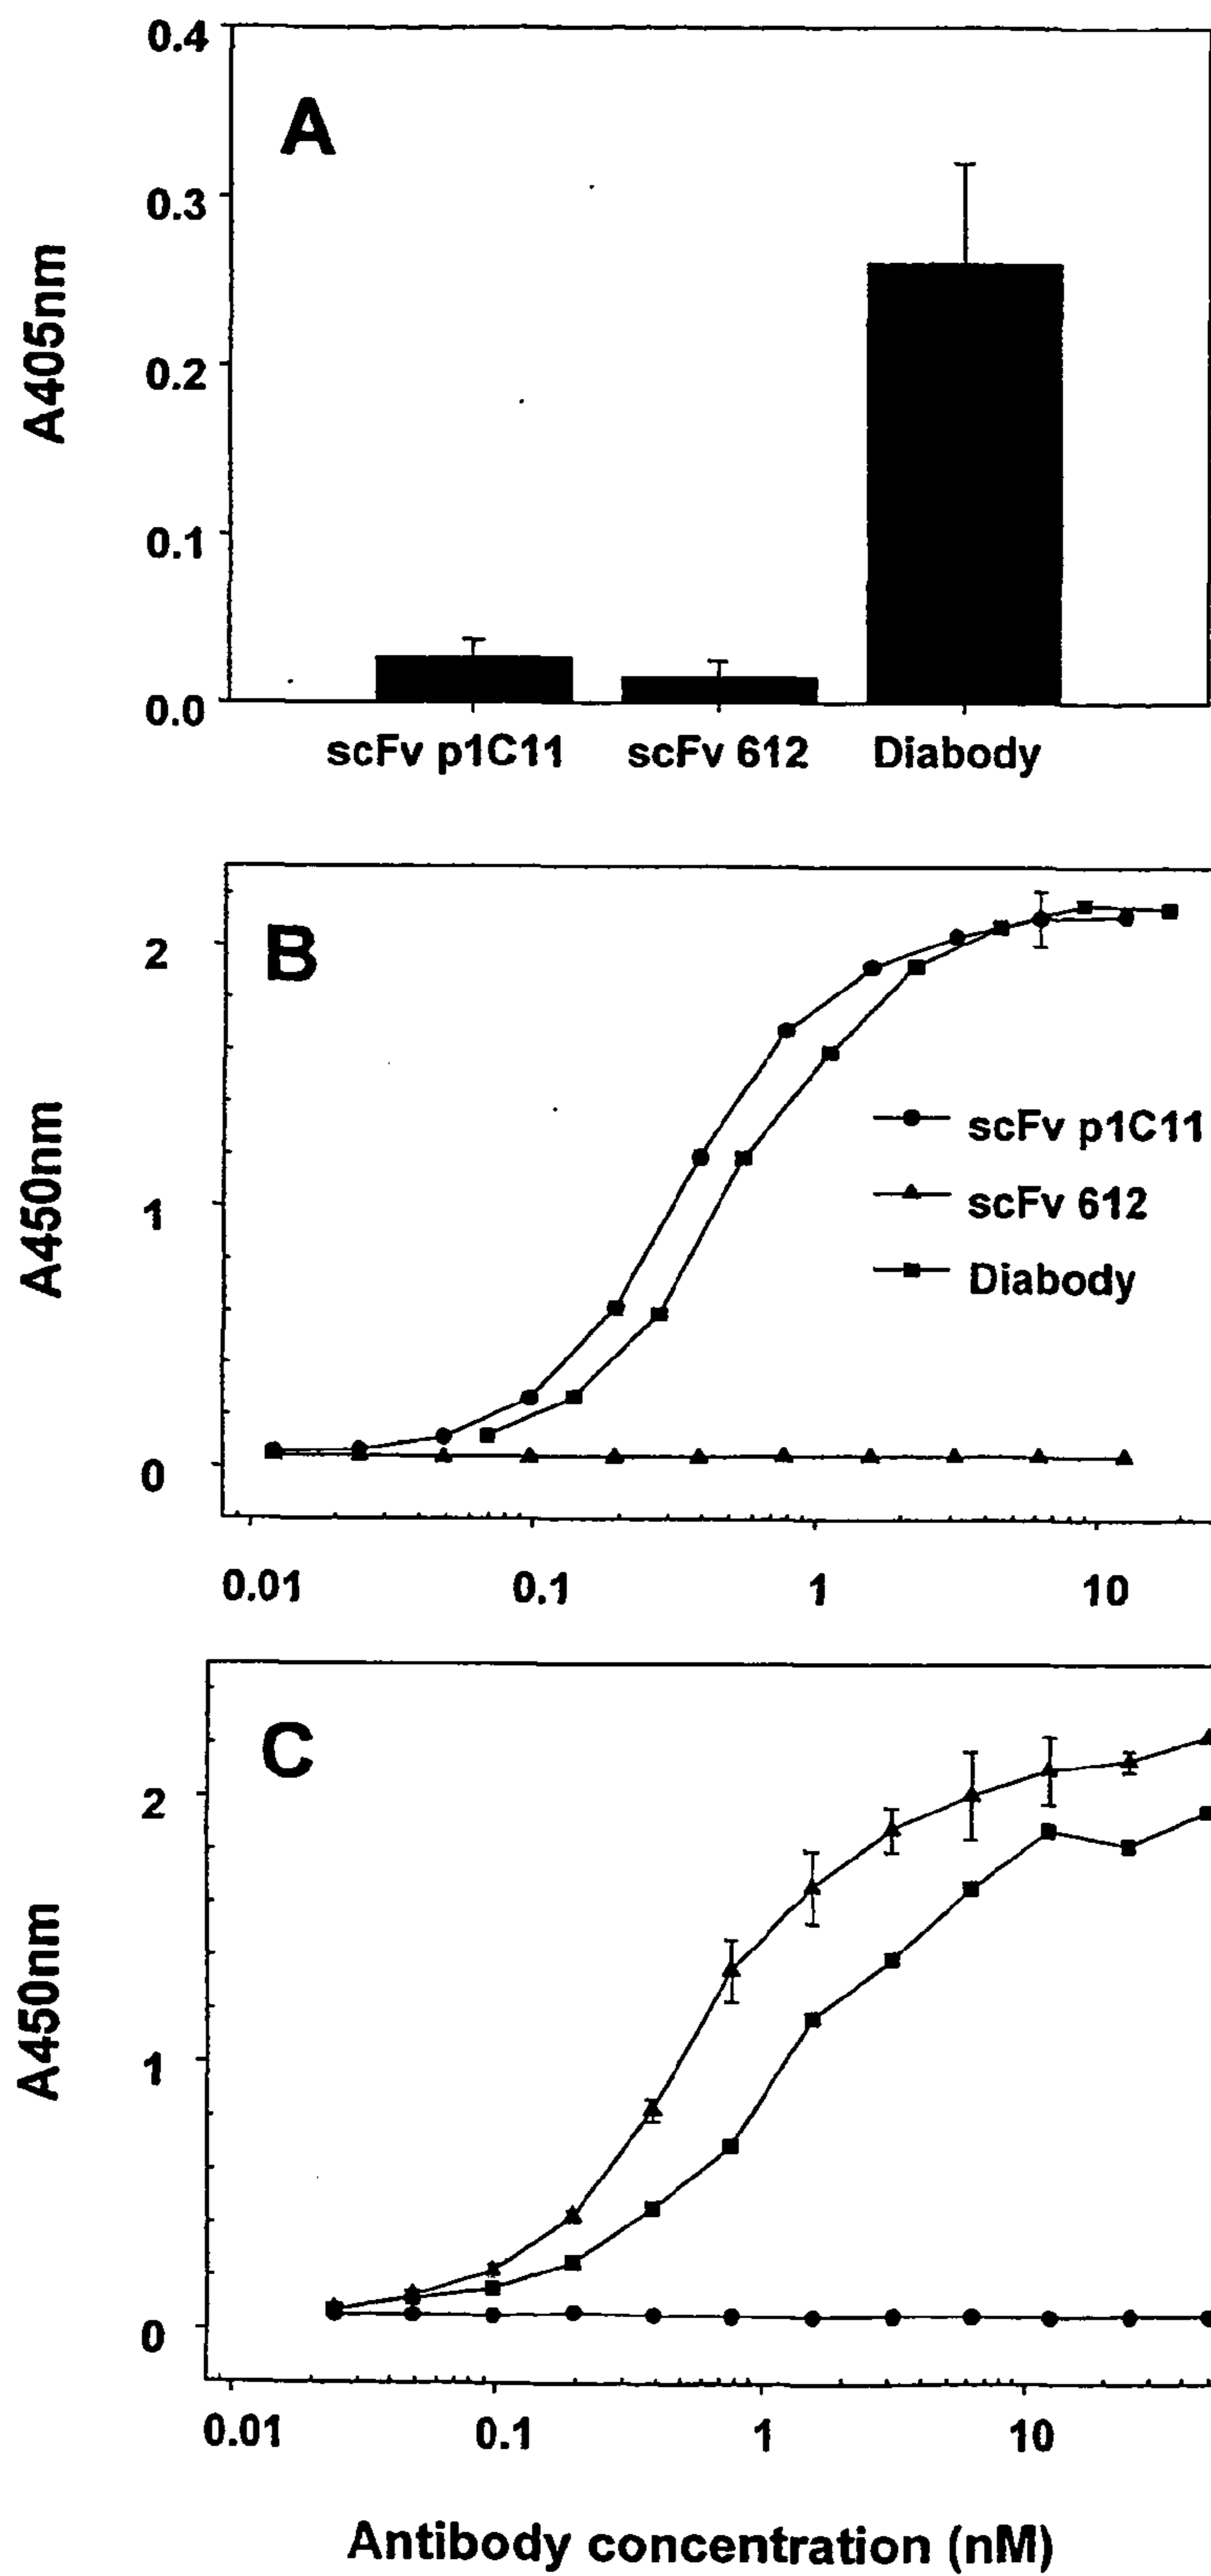 A
A405nm
0.4
0.3
0.2
0.1
0.0
scFv p1C11
scFv 612
Diabody
B
A450nm
2
1
0
scFv p1C11
scFv 612
Diabody
0.01
0.1
1
10
C
A450nm
2
1
0
0.01
0.1
1
10
Antibody concentration (nM)